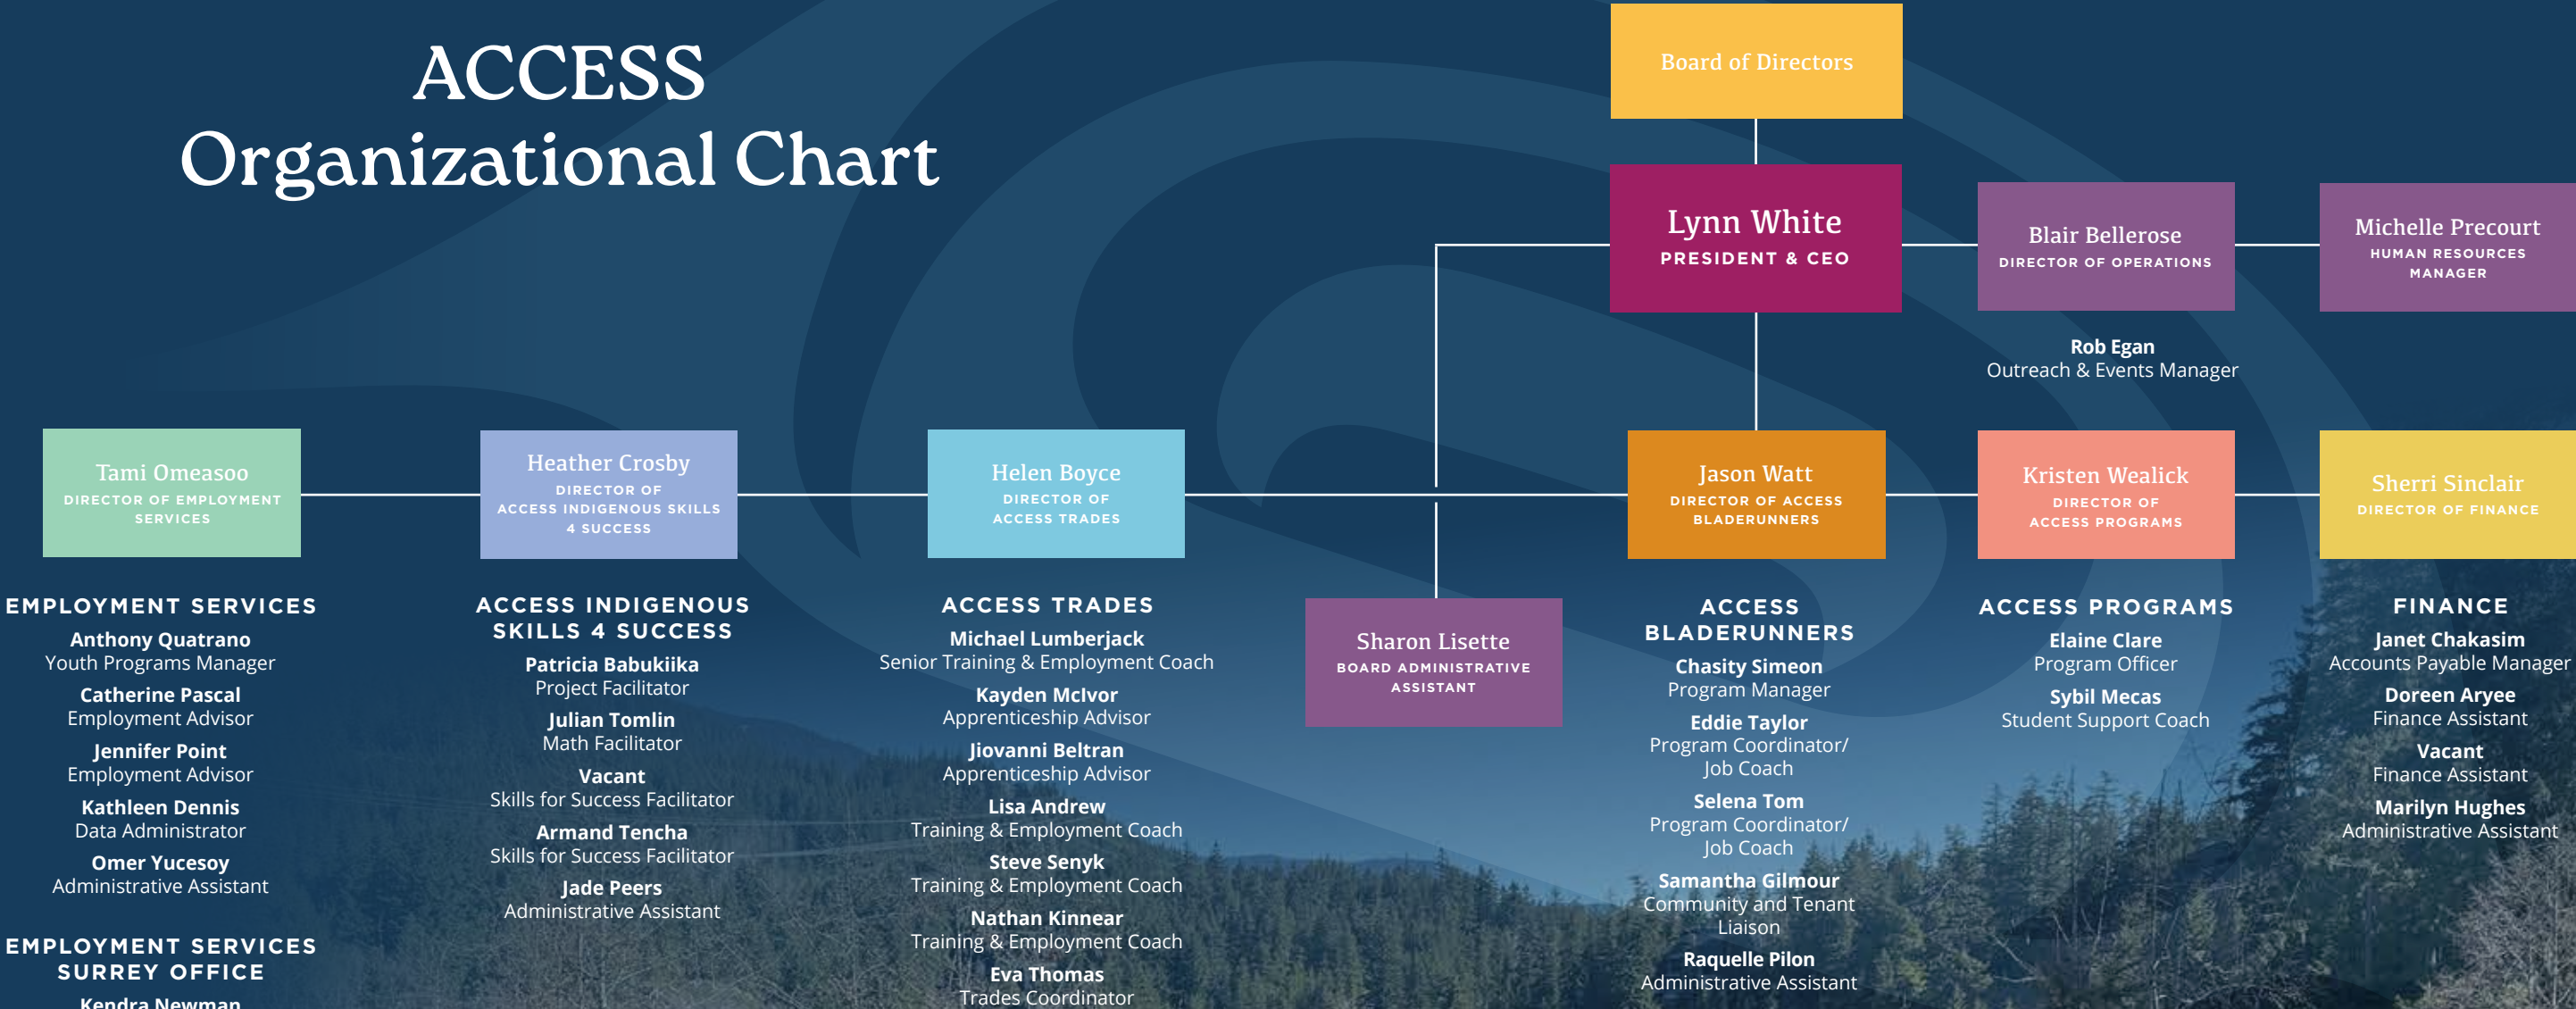 ACCESS
Organizational Chart
Board of Directors
Lynn White
PRESIDENT & CEO
Blair Bellerose
DIRECTOR OF OPERATIONS
Michelle Precourt
HUMAN RESOURCES
MANAGER
Rob Egan
Outreach & Events Manager
Tami Omeasoo
DIRECTOR OF EMPLOYMENT
SERVICES
Heather Crosby
DIRECTOR OF
ACCESS INDIGENOUS SKILLS
4 SUCCESS
Helen Boyce
DIRECTOR OF
ACCESS TRADES
Jason Watt
DIRECTOR OF ACCESS
BLADERUNNERS
Kristen Wealick
DIRECTOR OF
ACCESS PROGRAMS
Sherri Sinclair
DIRECTOR OF FINANCE
EMPLOYMENT SERVICES
Anthony Quatrano
Youth Programs Manager
Catherine Pascal
Employment Advisor
Jennifer Point
Employment Advisor
Kathleen Dennis
Data Administrator
Omer Yucesoy
Administrative Assistant
EMPLOYMENT SERVICES
SURREY OFFICE
Kendra Newman
ACCESS INDIGENOUS
SKILLS 4 SUCCESS
Patricia Babukiika
Project Facilitator
Julian Tomlin
Math Facilitator
Vacant
Skills for Success Facilitator
Armand Tencha
Skills for Success Facilitator
Jade Peers
Administrative Assistant
ACCESS TRADES
Michael Lumberjack
Senior Training & Employment Coach
Kayden McIvor
Apprenticeship Advisor
Jiovanni Beltran
Apprenticeship Advisor
Lisa Andrew
Training & Employment Coach
Steve Senyk
Training & Employment Coach
Nathan Kinnear
Training & Employment Coach
Eva Thomas
Trades Coordinator
Sharon Lisette
BOARD ADMINISTRATIVE
ASSISTANT
ACCESS
BLADERUNNERS
Chasity Simeon
Program Manager
Eddie Taylor
Program Coordinator/
Job Coach
Selena Tom
Program Coordinator/
Job Coach
Samantha Gilmour
Community and Tenant
Liaison
Raquelle Pilon
Administrative Assistant
ACCESS PROGRAMS
Elaine Clare
Program Officer
Sybil Mecas
Student Support Coach
FINANCE
Janet Chakasim
Accounts Payable Manager
Doreen Aryee
Finance Assistant
Vacant
Finance Assistant
Marilyn Hughes
Administrative Assistant